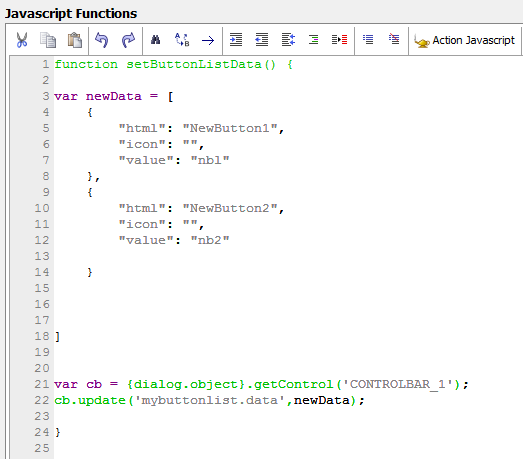 Javascript Functions
Action Javascript
1 function setButtonListData() {
2
3 var newData = [
4     {
5         "html": "NewButton1",
6         "icon": "",
7         "value": "nb1"
8     },
9     {
10         "html": "NewButton2",
11         "icon": "",
12         "value": "nb2"
13
14     }
15
16
17
18 ]
19
20
21 var cb = {dialog.object}.getControl('CONTROLBAR_1');
22 cb.update('mybuttonlist.data',newData);
23
24 }
25